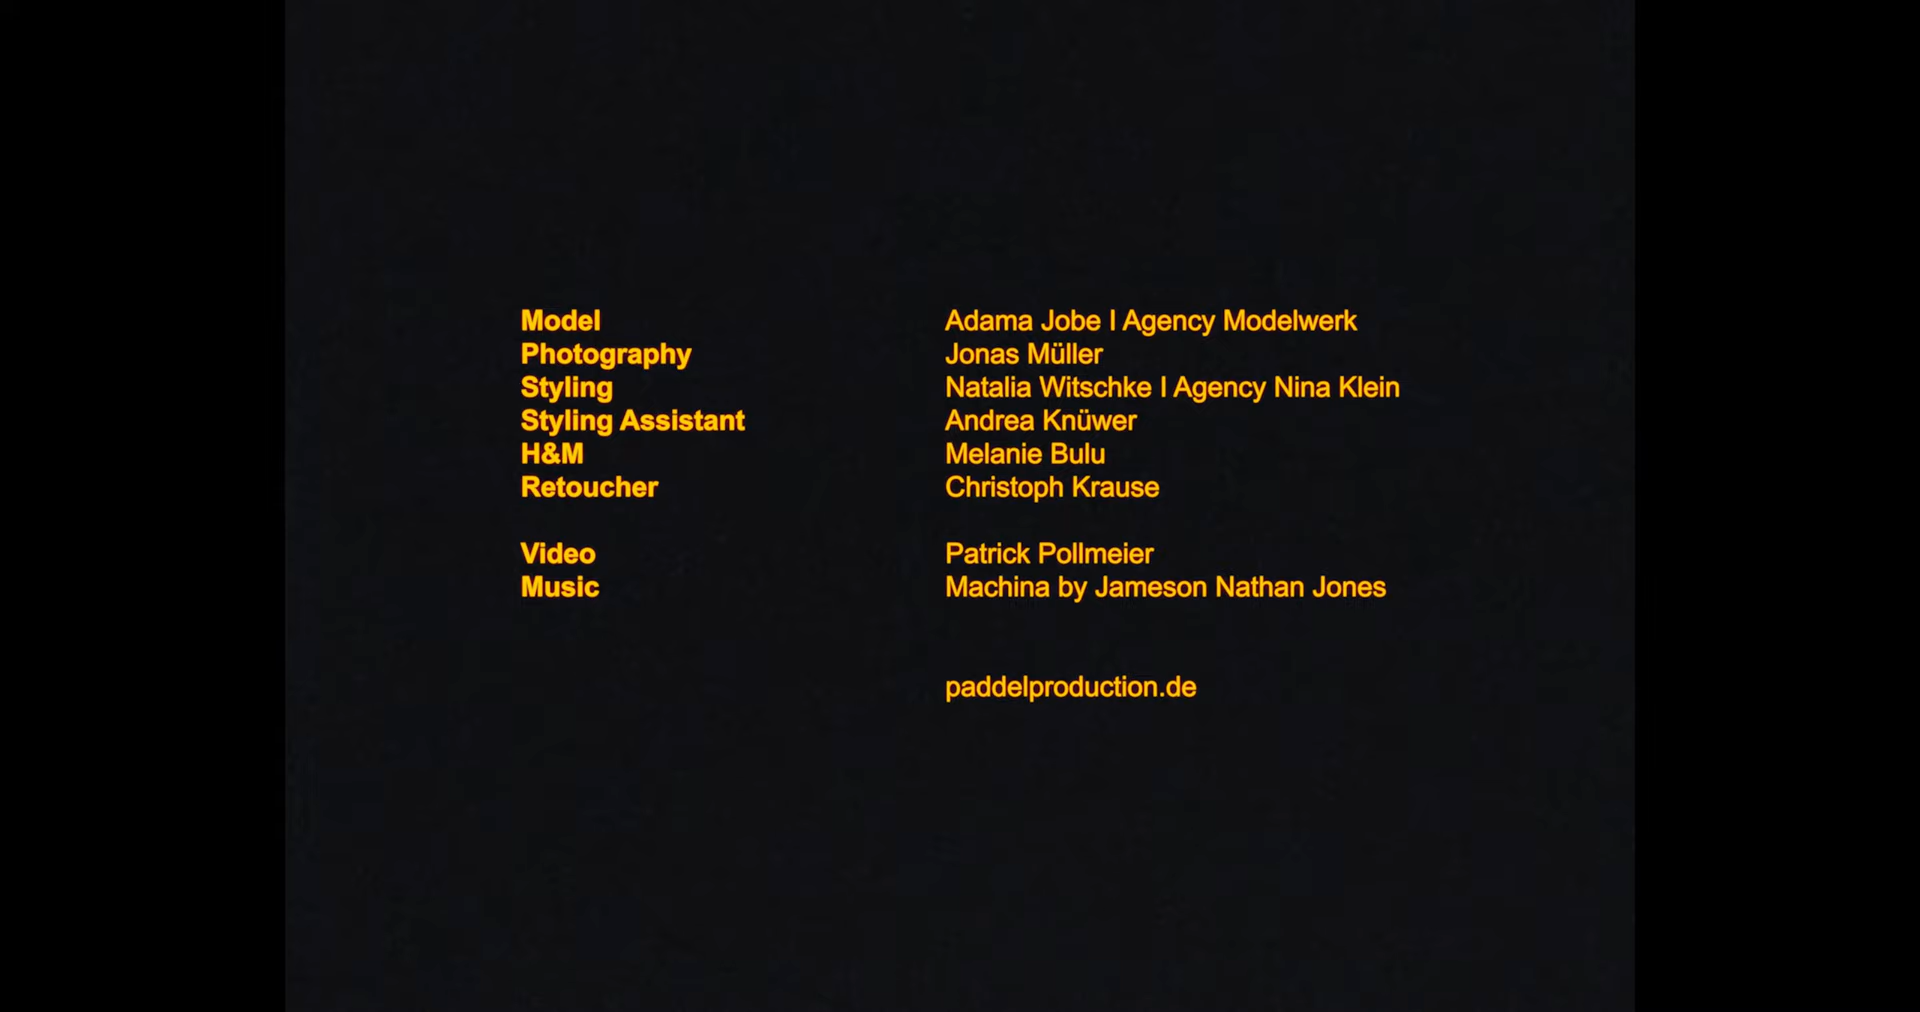 Model Adama Jobe I Agency Modelwerk
Photography Jonas Müller
Styling Natalia Witschke I Agency Nina Klein
Styling Assistant Andrea Knüwer
H&M Melanie Bulu
Retoucher Christoph Krause
Video Patrick Pollmeier
Music Machina by Jameson Nathan Jones
paddelproduction.de